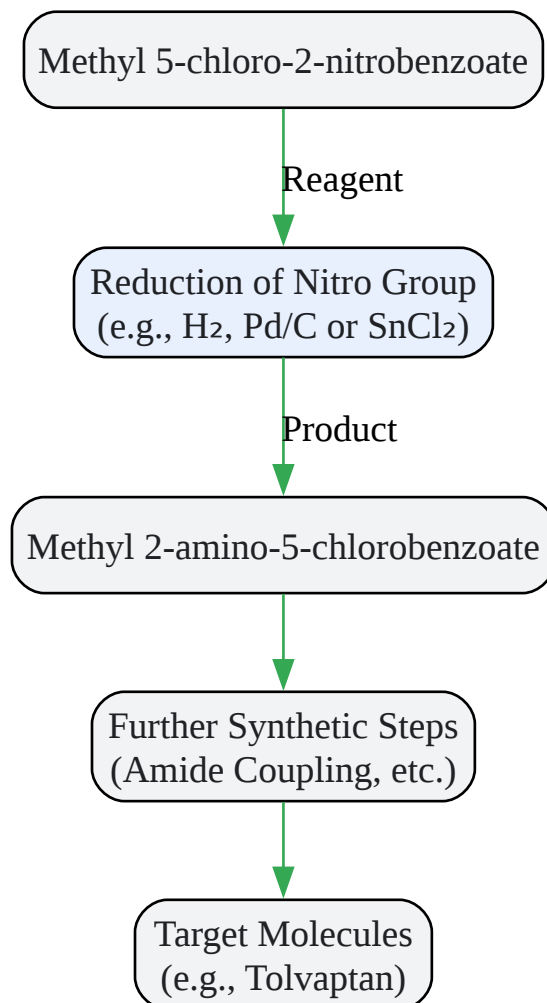 Methyl 5-chloro-2-nitrobenzoate
Reagent
Reduction of Nitro Group
(e.g., H₂, Pd/C or SnCl₂)
Product
Methyl 2-amino-5-chlorobenzoate
Further Synthetic Steps
(Amide Coupling, etc.)
Target Molecules
(e.g., Tolvaptan)